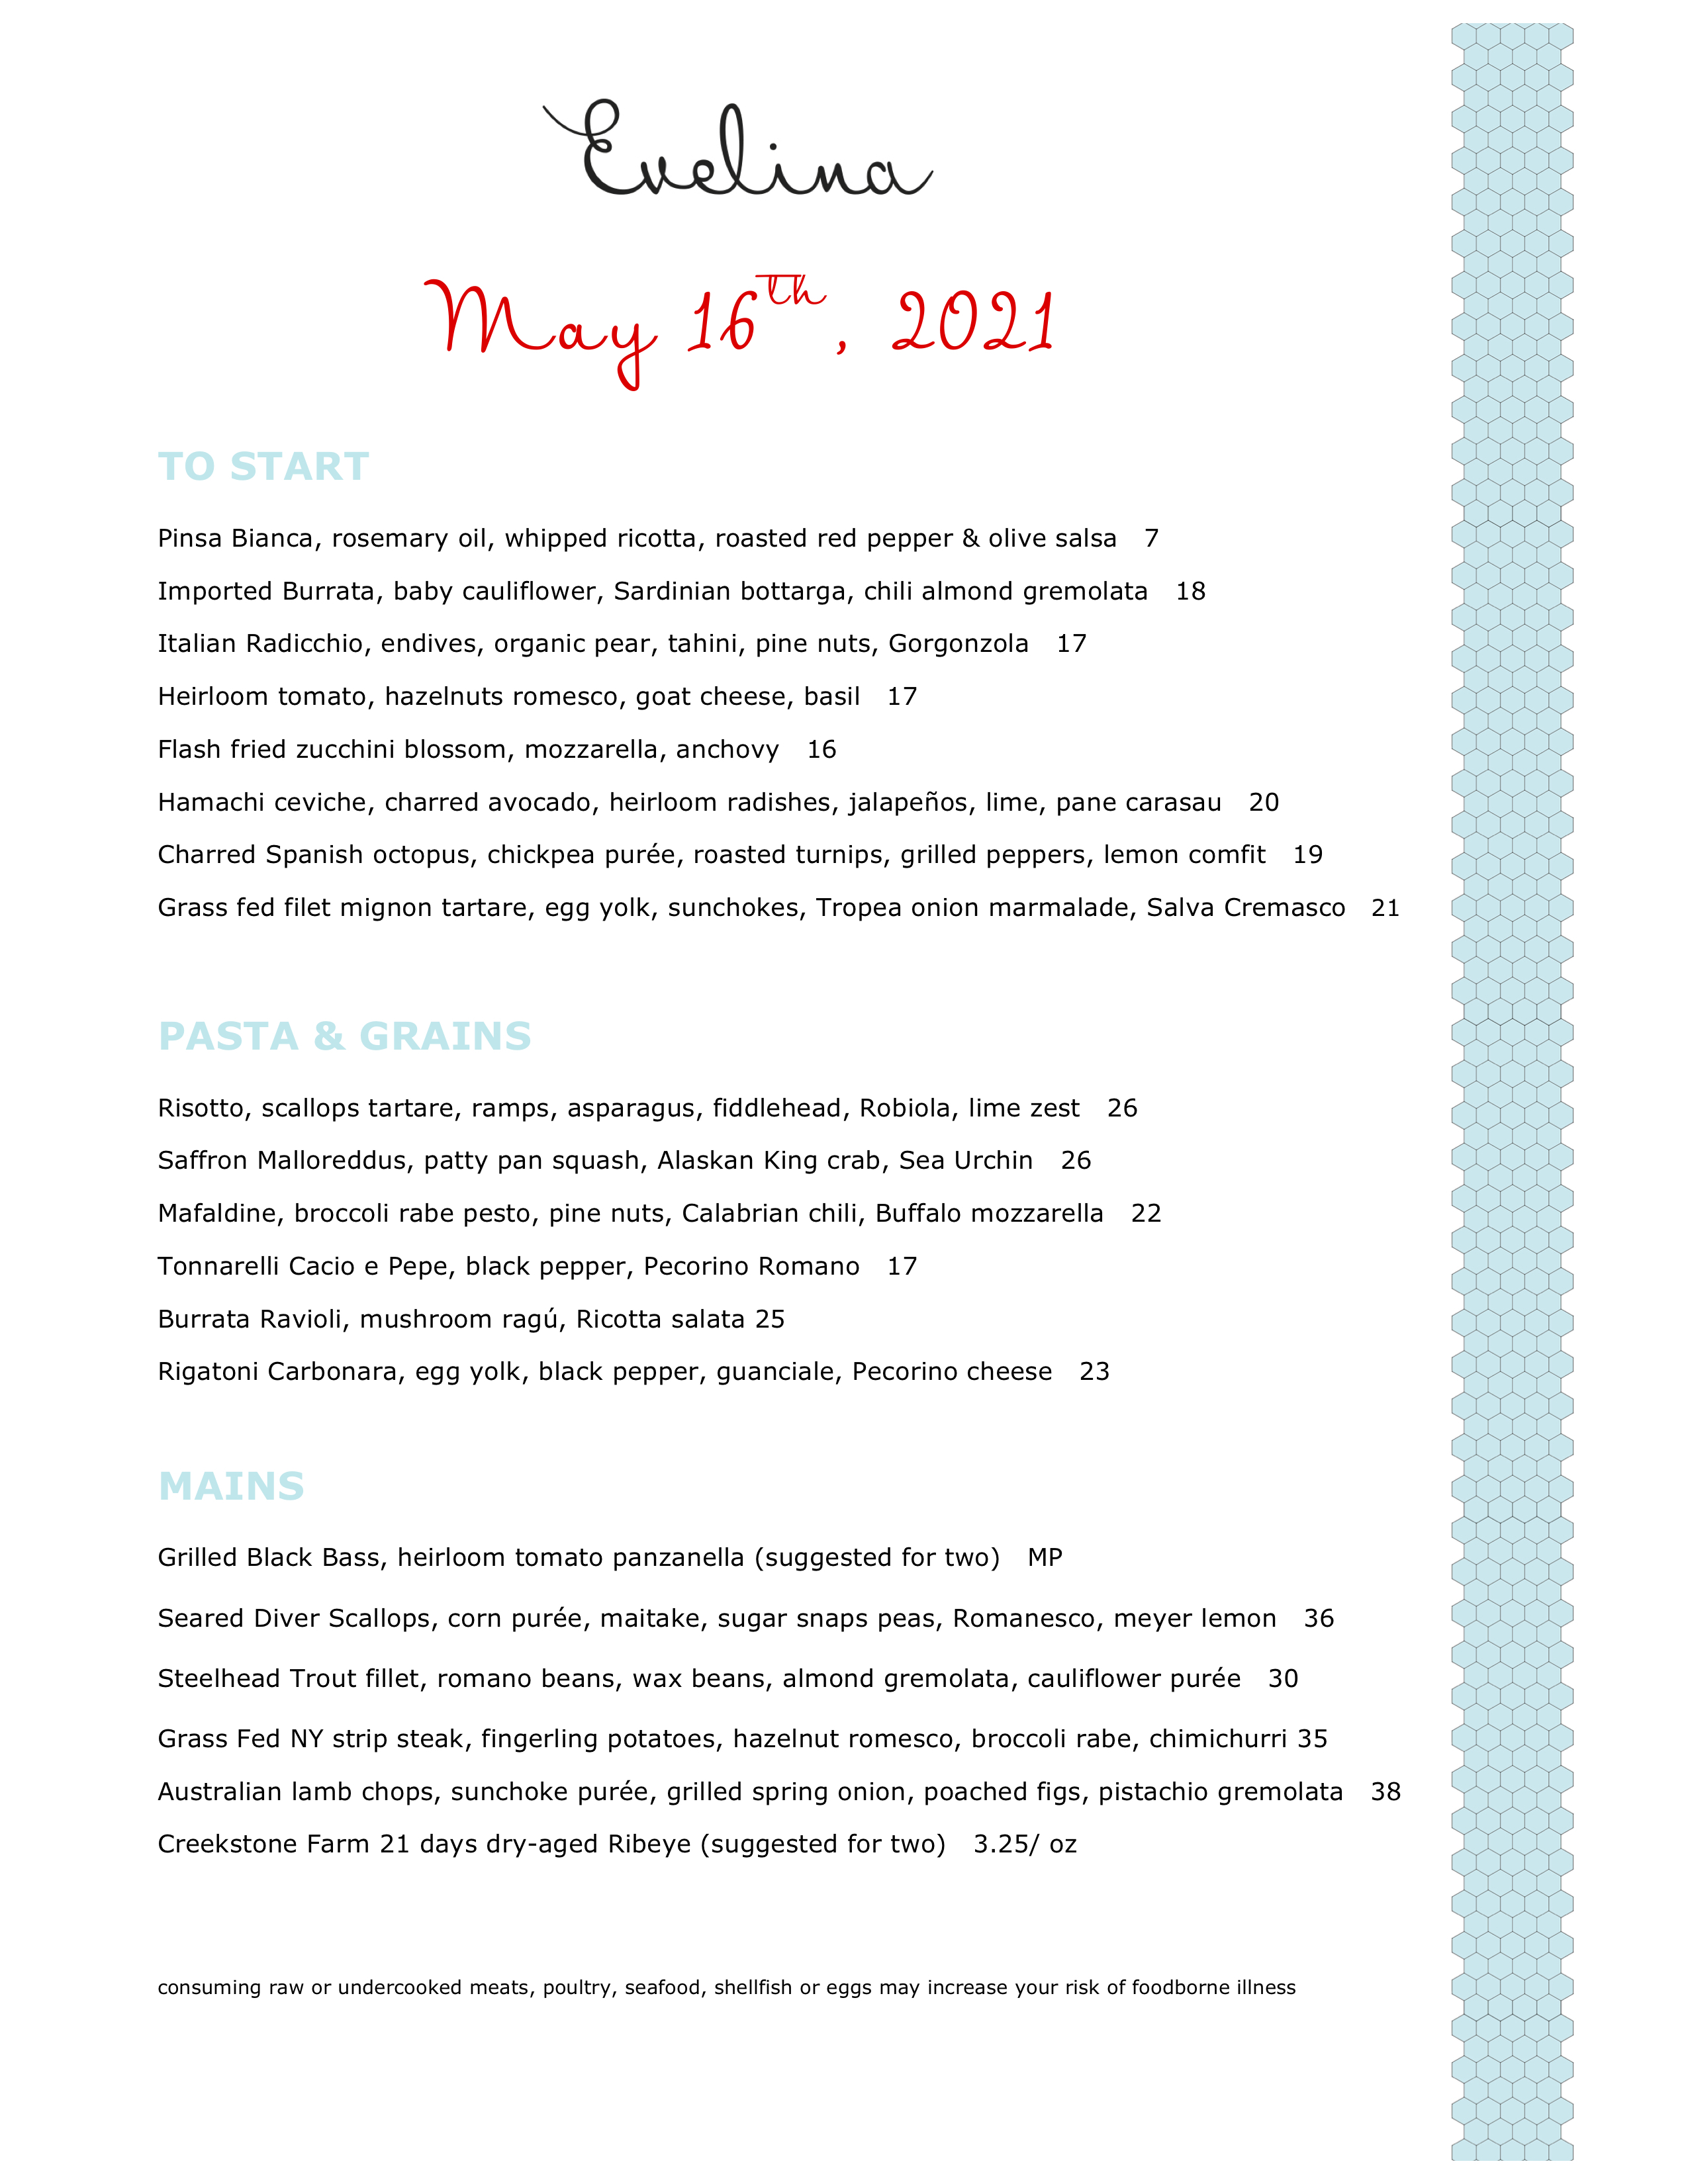 Evelina
May 16th, 2021
TO START
Pinsa Bianca, rosemary oil, whipped ricotta, roasted red pepper & olive salsa 7
Imported Burrata, baby cauliflower, Sardinian bottarga, chili almond gremolata 18
Italian Radicchio, endives, organic pear, tahini, pine nuts, Gorgonzola 17
Heirloom tomato, hazelnuts romesco, goat cheese, basil 17
Flash fried zucchini blossom, mozzarella, anchovy 16
Hamachi ceviche, charred avocado, heirloom radishes, jalapeños, lime, pane carasau 20
Charred Spanish octopus, chickpea purée, roasted turnips, grilled peppers, lemon comfit 19
Grass fed filet mignon tartare, egg yolk, sunchokes, Tropea onion marmalade, Salva Cremasco 21
PASTA & GRAINS
Risotto, scallops tartare, ramps, asparagus, fiddlehead, Robiola, lime zest 26
Saffron Malloreddus, patty pan squash, Alaskan King crab, Sea Urchin 26
Mafaldine, broccoli rabe pesto, pine nuts, Calabrian chili, Buffalo mozzarella 22
Tonnarelli Cacio e Pepe, black pepper, Pecorino Romano 17
Burrata Ravioli, mushroom ragú, Ricotta salata 25
Rigatoni Carbonara, egg yolk, black pepper, guanciale, Pecorino cheese 23
MAINS
Grilled Black Bass, heirloom tomato panzanella (suggested for two) MP
Seared Diver Scallops, corn purée, maitake, sugar snaps peas, Romanesco, meyer lemon 36
Steelhead Trout fillet, romano beans, wax beans, almond gremolata, cauliflower purée 30
Grass Fed NY strip steak, fingerling potatoes, hazelnut romesco, broccoli rabe, chimichurri 35
Australian lamb chops, sunchoke purée, grilled spring onion, poached figs, pistachio gremolata 38
Creekstone Farm 21 days dry-aged Ribeye (suggested for two) 3.25/ oz
consuming raw or undercooked meats, poultry, seafood, shellfish or eggs may increase your risk of foodborne illness